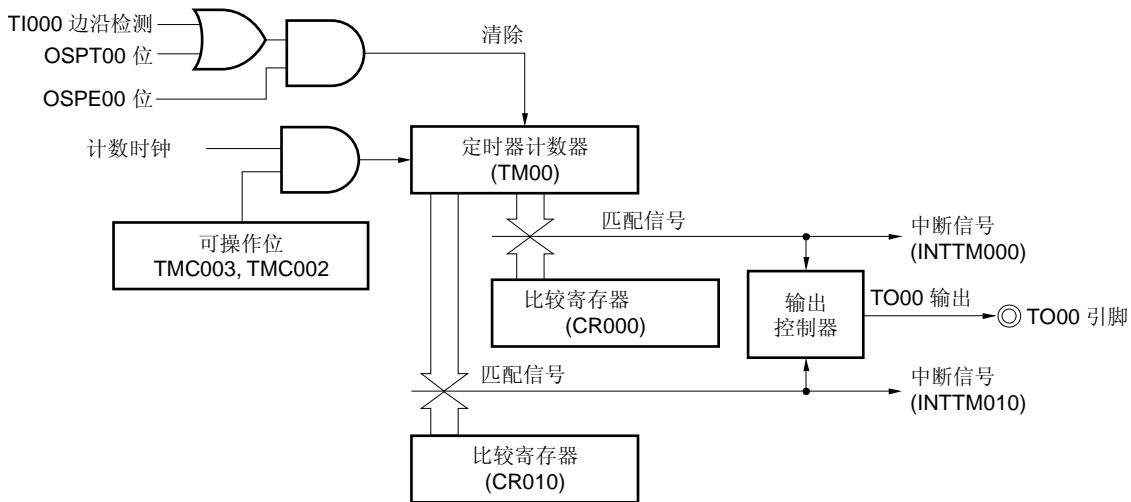 TI000 边沿检测
OSPT00 位
OSPE00 位
清除
计数时钟
定时器计数器
(TM00)
可操作位
TMC003, TMC002
匹配信号
中断信号
(INTTM000)
比较寄存器
(CR000)
输出
控制器
TO00 输出
TO00 引脚
匹配信号
中断信号
(INTTM010)
比较寄存器
(CR010)